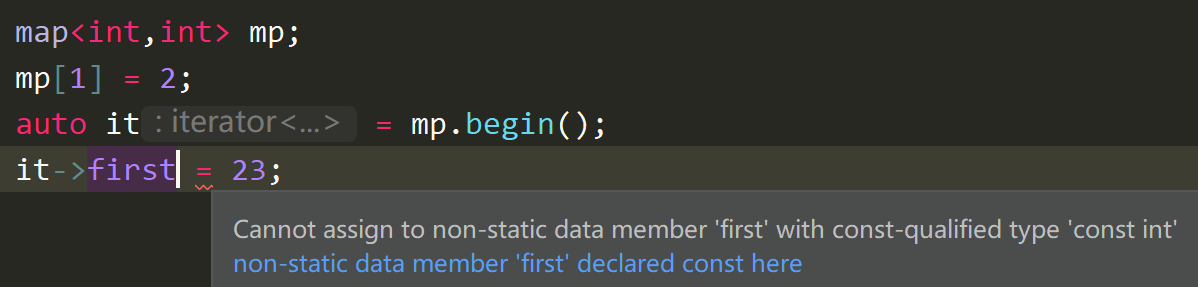 map<int,int> mp;
mp[1] = 2;
auto it : iterator<...> = mp.begin();
it->first = 23;
Cannot assign to non-static data member 'first' with const-qualified type 'const int'
non-static data member 'first' declared const here